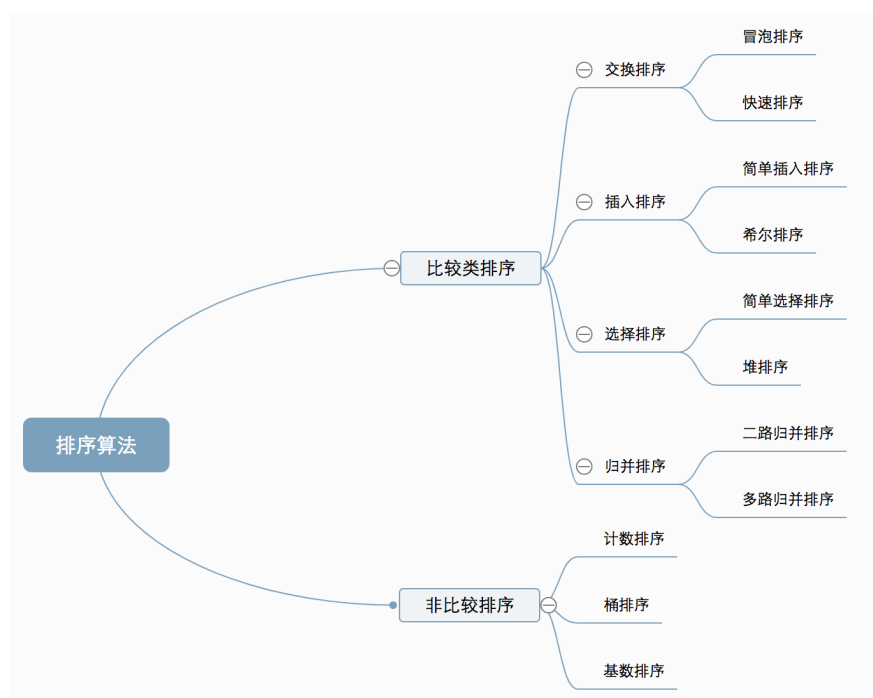 排序算法
比较类排序
交换排序
冒泡排序
快速排序
插入排序
简单插入排序
希尔排序
选择排序
简单选择排序
堆排序
归并排序
二路归并排序
多路归并排序
非比较排序
计数排序
桶排序
基数排序